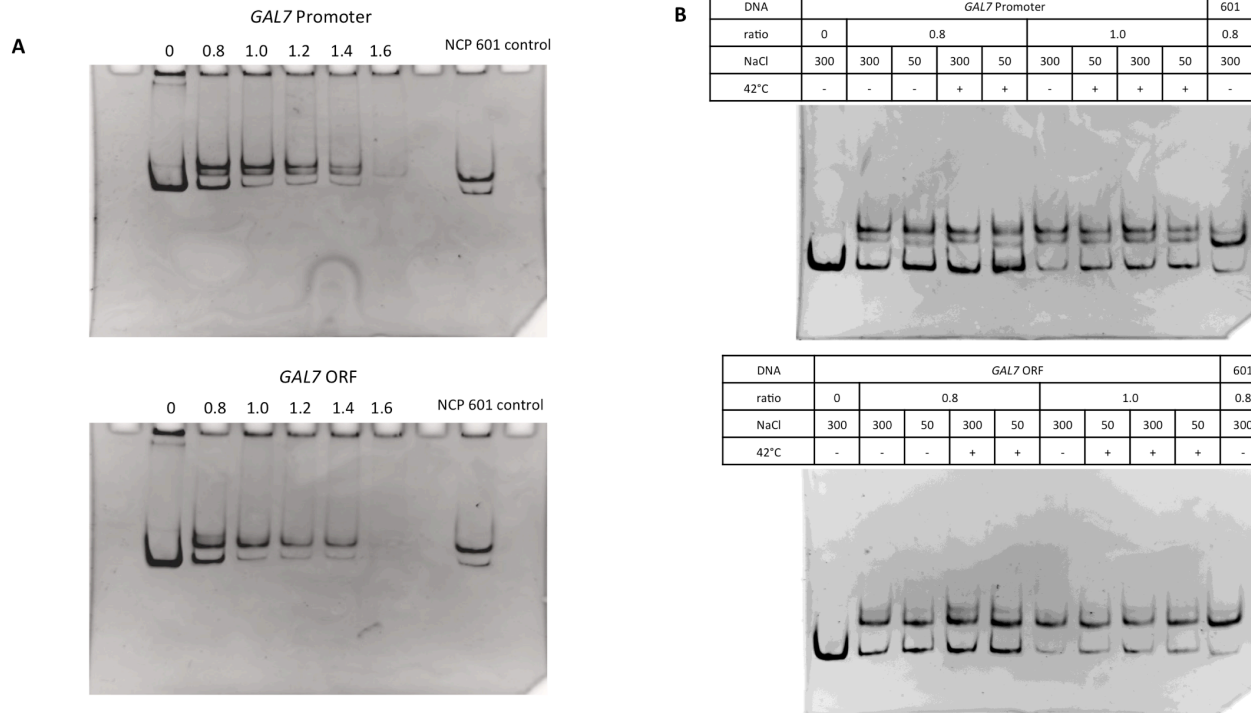 A
GAL7 Promoter
0 0.8 1.0 1.2 1.4 1.6 NCP 601 control
GAL7 ORF
0 0.8 1.0 1.2 1.4 1.6 NCP 601 control
B
DNA GAL7 Promoter 601
ratio 0 0.8 1.0 0.8
NaCl 300 300 50 300 50 300 50 300 50 300
42°C - - - + + - + + + -
DNA GAL7 ORF 601
ratio 0 0.8 1.0 0.8
NaCl 300 300 50 300 50 300 50 300 50 300
42°C - - - + + - + + + -